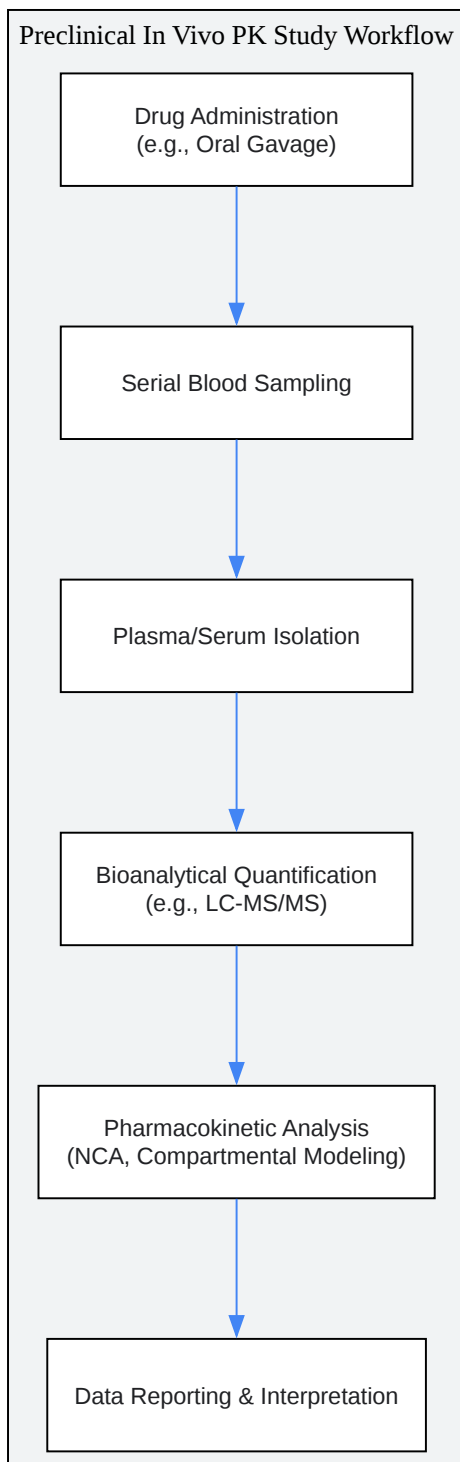 Preclinical In Vivo PK Study Workflow
Drug Administration
(e.g., Oral Gavage)
Serial Blood Sampling
Plasma/Serum Isolation
Bioanalytical Quantification
(e.g., LC-MS/MS)
Pharmacokinetic Analysis
(NCA, Compartmental Modeling)
Data Reporting & Interpretation